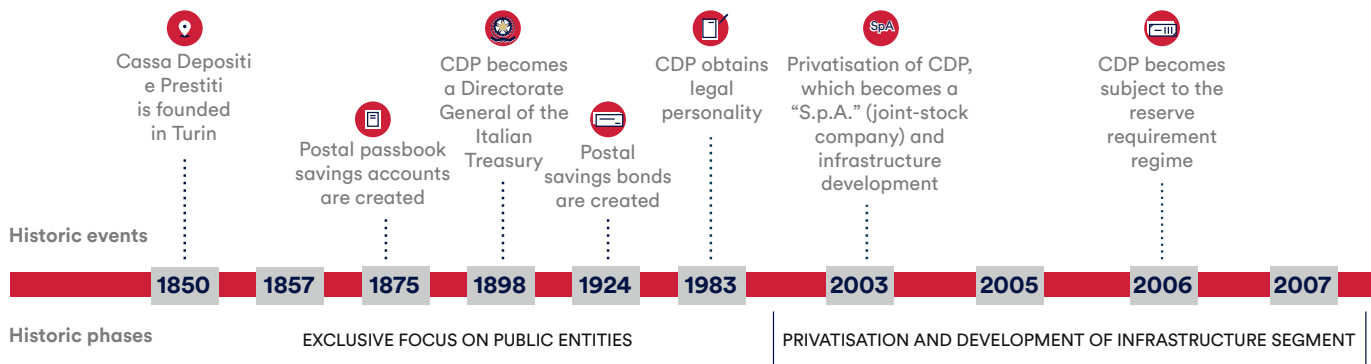 SpA
Cassa Depositi
e Prestiti
is founded
in Turin
Postal passbook
savings accounts
are created
CDP becomes
a Directorate
General of the
Italian
Treasury
Postal
savings bonds
are created
CDP obtains
legal
personality
Privatisation of CDP,
which becomes a
“S.p.A.” (joint-stock
company) and
infrastructure
development
CDP becomes
subject to the
reserve
requirement
regime
Historic events
1850 1857 1875 1898 1924 1983 2003 2005 2006 2007
Historic phases
EXCLUSIVE FOCUS ON PUBLIC ENTITIES
PRIVATISATION AND DEVELOPMENT OF INFRASTRUCTURE SEGMENT